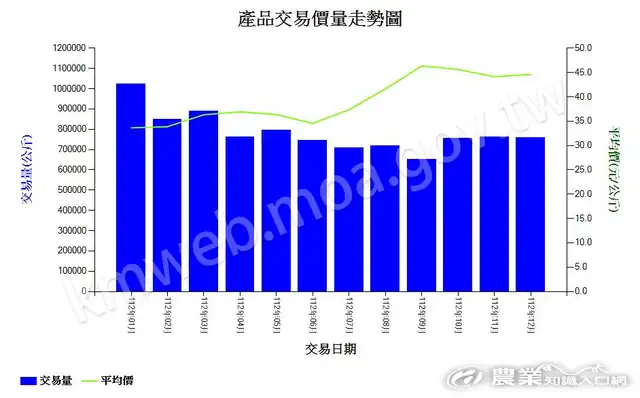 產品交易價量走勢圖
1200000
1100000
1000000
900000
800000
700000
600000
500000
400000
300000
200000
100000
0
50.0
45.0
40.0
35.0
30.0
25.0
20.0
15.0
10.0
5.0
0.0
交易量(公斤)
平均價(元/公斤)
112年01月
112年02月
112年03月
112年04月
112年05月
112年06月
112年07月
112年08月
112年09月
112年10月
112年11月
112年12月
交易日期
交易量
平均價
kmweb.moa.gov.tw
農業知識入口網